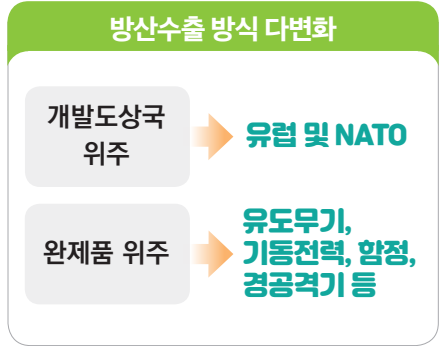 방산수출 방식 다변화
개발도상국
위주
유럽 및 NATO
완제품 위주
유도무기,
기동전력, 함정,
경공격기 등